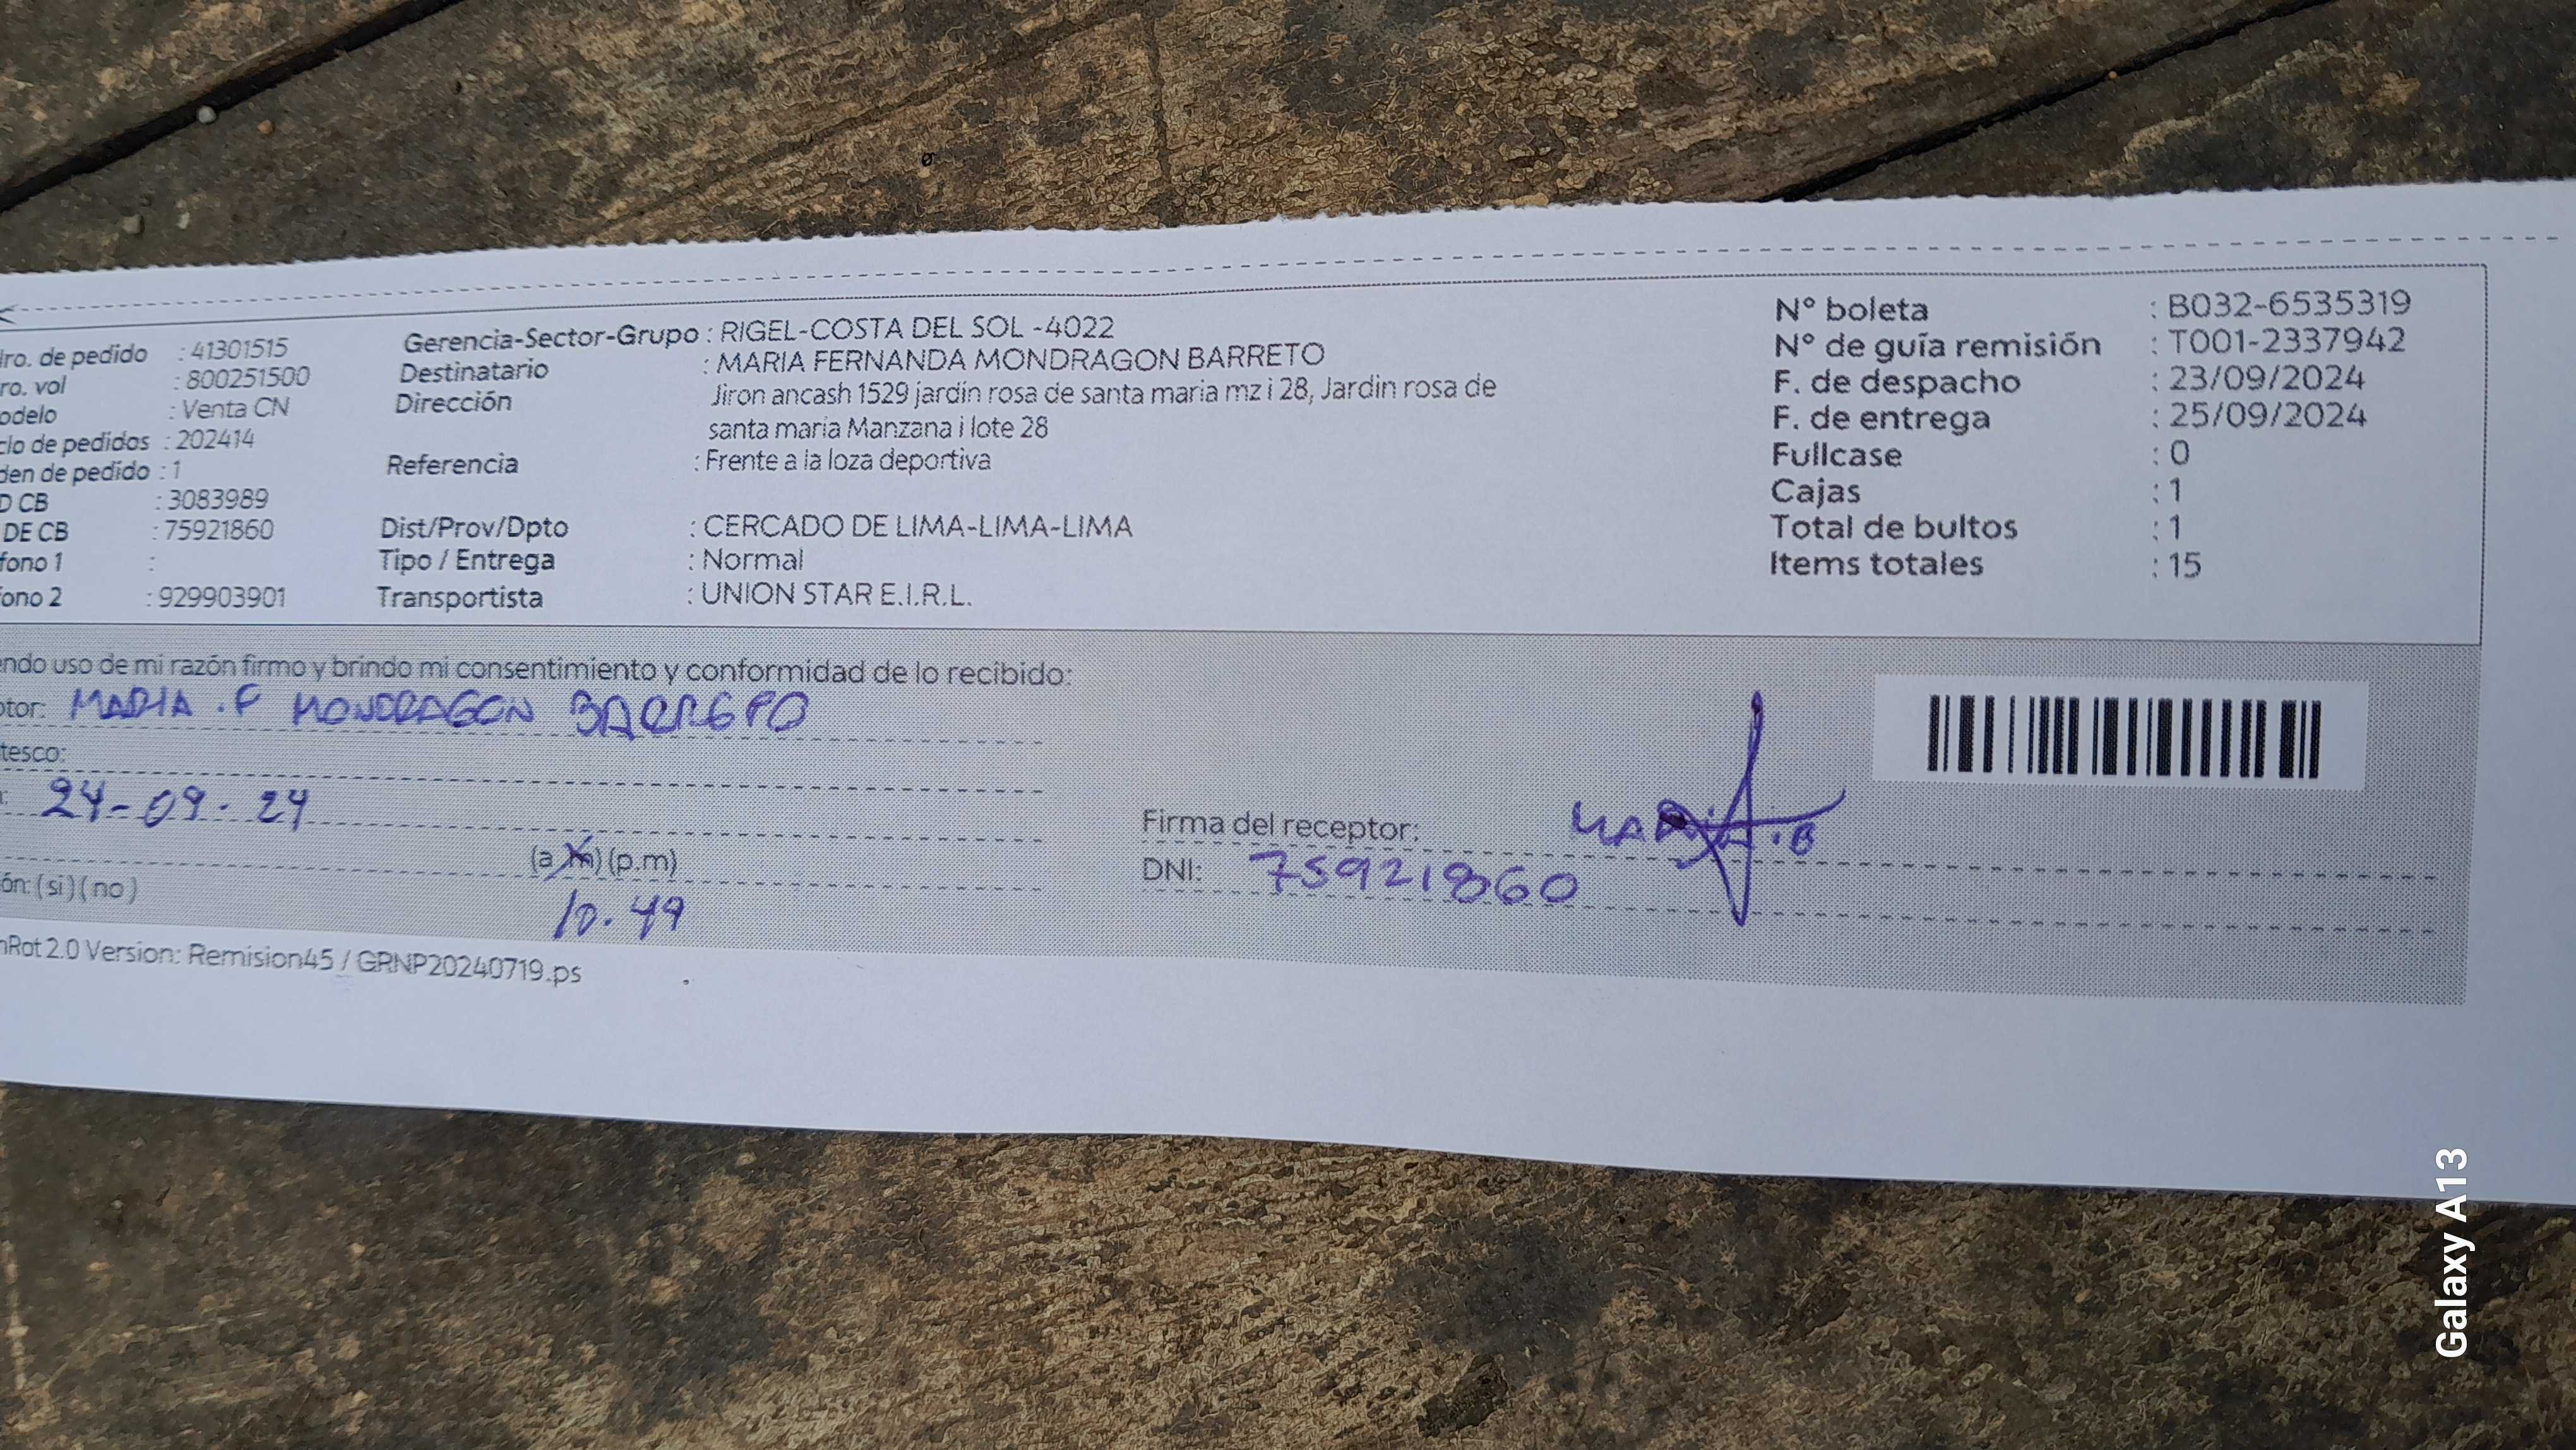 Nro. de pedido : 41301515
ro. vol : 800251500
odelo : Venta CN
clo de pedidos : 202414
den de pedido : 1
D CB : 3083989
DE CB : 75921860
fono 1 :
fono 2 : 929903901
Gerencia-Sector-Grupo : RIGEL-COSTA DEL SOL -4022
Destinatario : MARIA FERNANDA MONDRAGON BARRETO
Dirección Jiron ancash 1529 jardin rosa de santa maria mz i 28, Jardin rosa de
santa maria Manzana i lote 28
Referencia : Frente a la loza deportiva
Dist/Prov/Dpto : CERCADO DE LIMA-LIMA-LIMA
Tipo / Entrega : Normal
Transportista : UNION STAR E.I.R.L.
N° boleta : B032-6535319
N° de guía remisión : T001-2337942
F. de despacho : 23/09/2024
F. de entrega : 25/09/2024
Fullcase : 0
Cajas : 1
Total de bultos : 1
Items totales : 15
endo uso de mi razón firmo y brindo mi consentimiento y conformidad de lo recibido:
ptor: MARIA .F MONDRAGON BARRETO
tesco:
24-09-24
(a.m) (p.m)
10.49
ón: (si) (no)
Firma del receptor: MARIA.B
DNI: 75921860
nRot 2.0 Version: Remision45 / GRNP20240719.ps
Galaxy A13